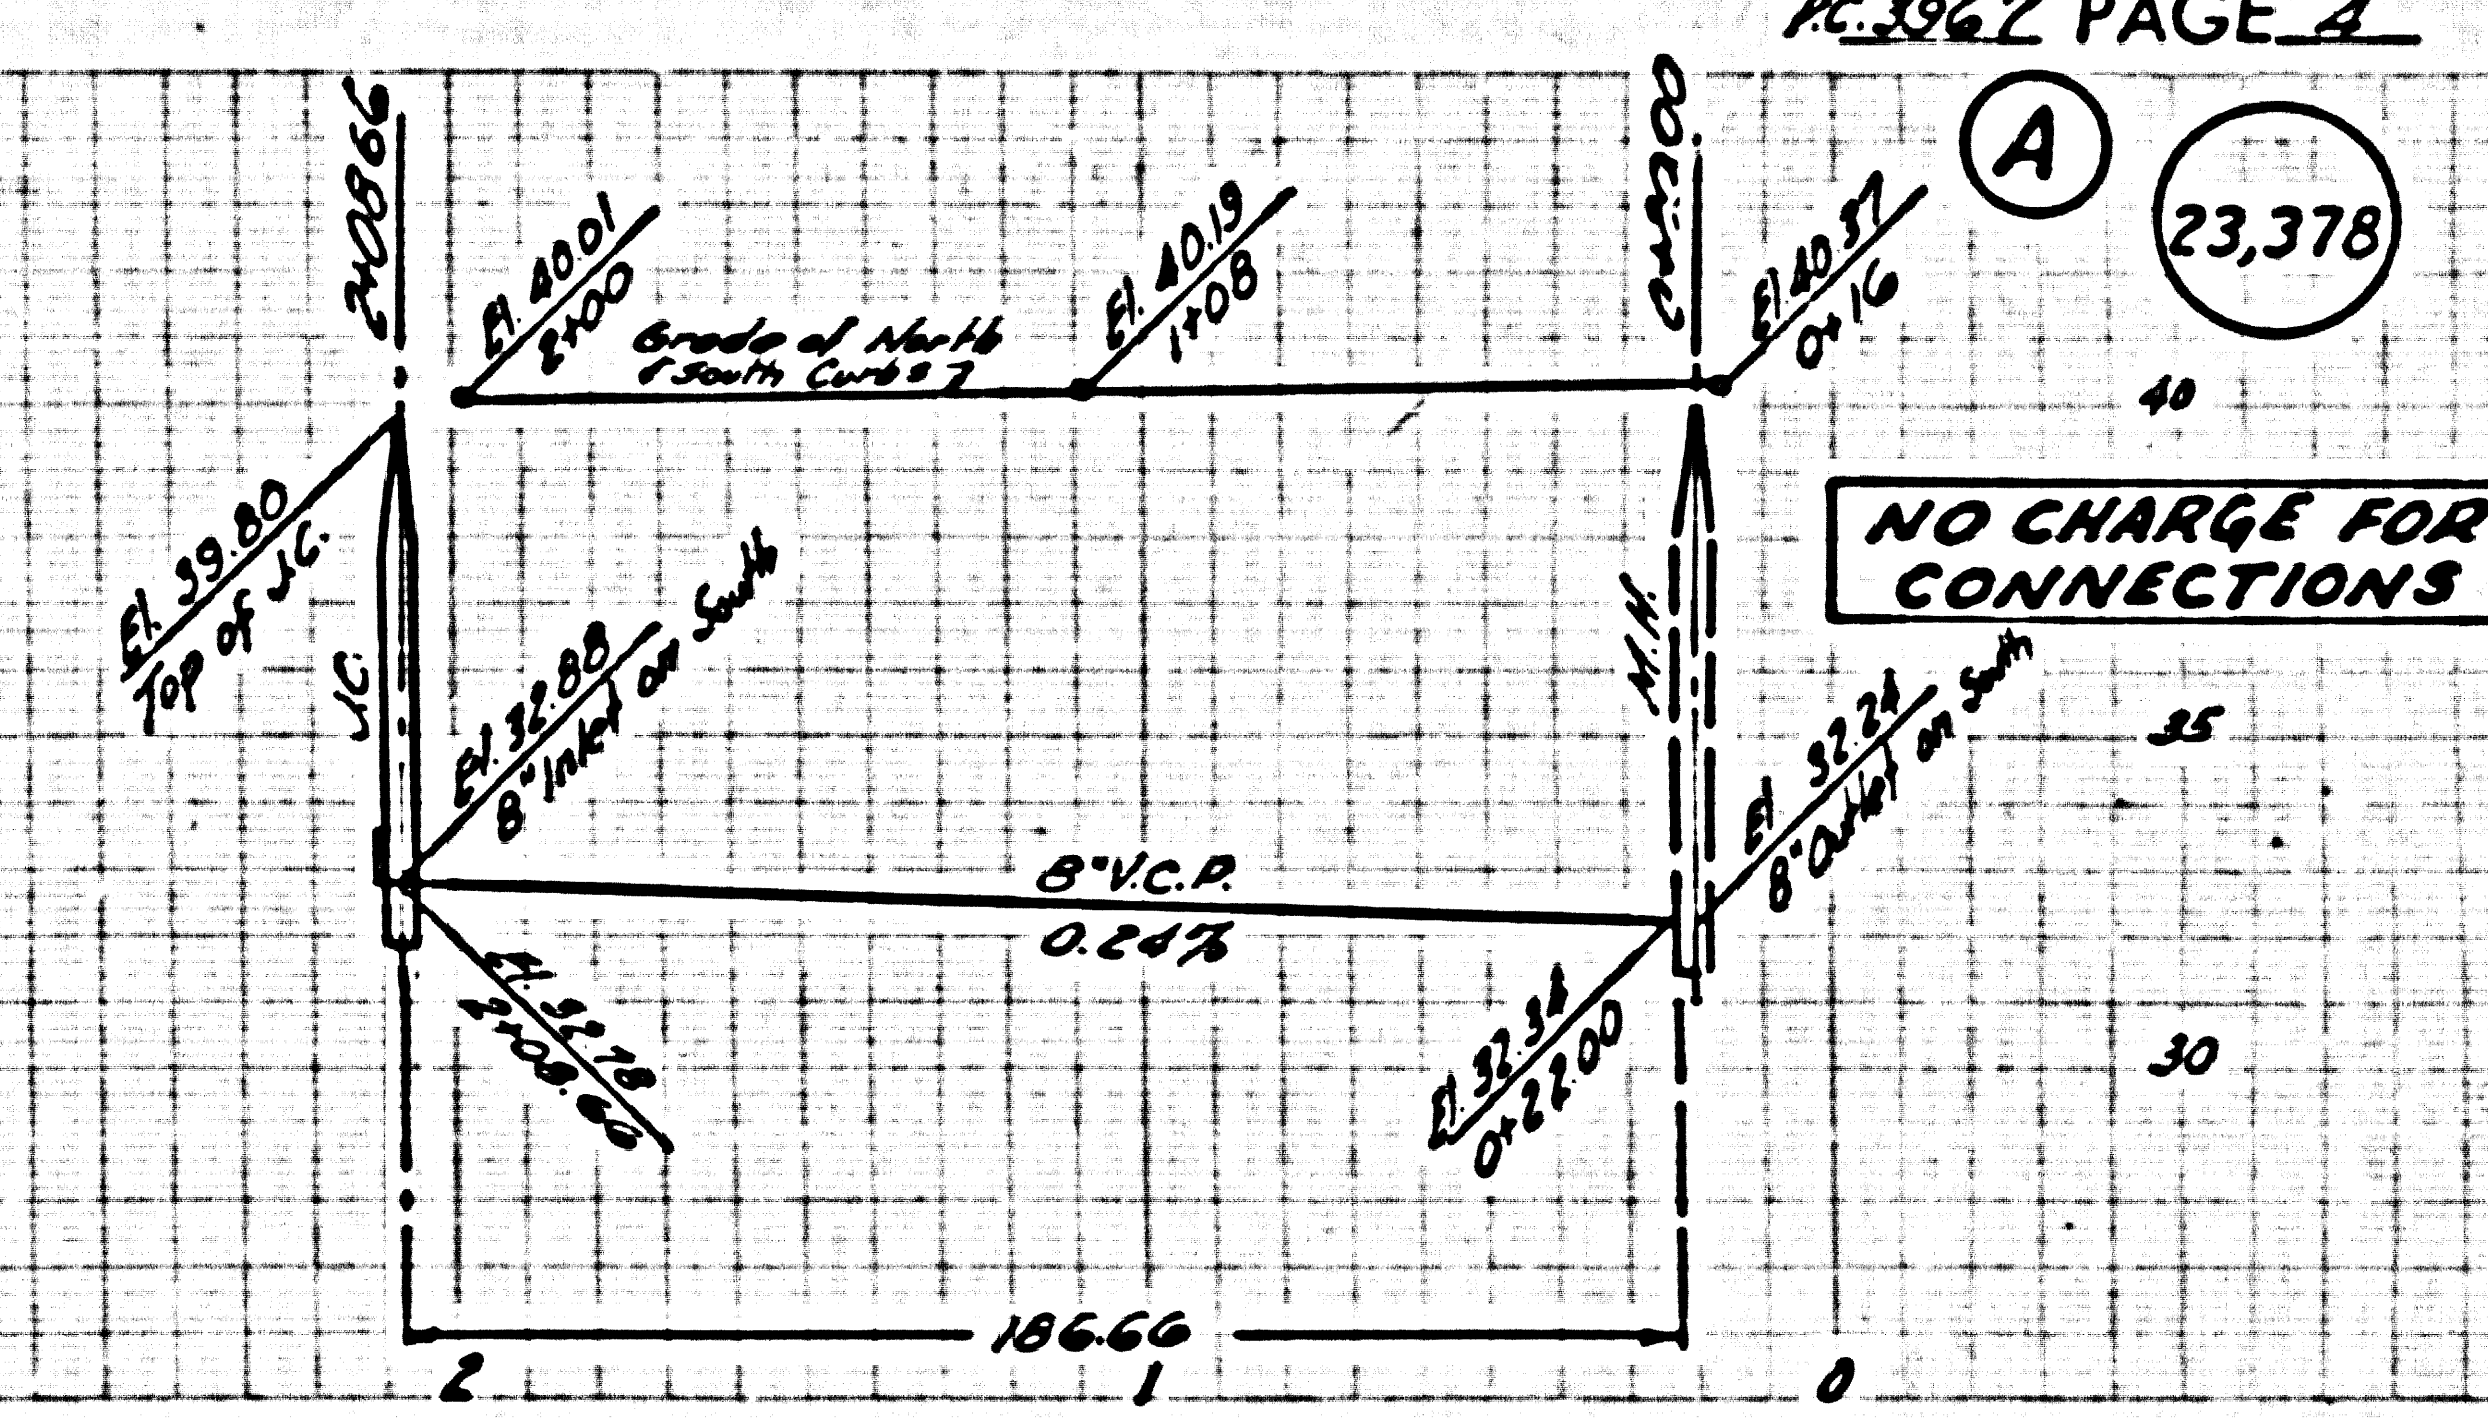 P.C. 3967 PAGE 4
A
23,378
2+08.66
0+22.00
El. 40.01
2+00
El. 40.19
1+08
El. 40.37
0+16
Grade of North
& South Curbs
40
NO CHARGE FOR
CONNECTIONS
El. 39.80
Top of J.C.
J.C.
El. 32.88
8" Inlet on South
M.H.
El. 32.24
8" Outlet on South
35
8" V.C.P.
0.24%
El. 32.78
2+08.66
El. 32.34
0+22.00
30
186.66
2
1
0